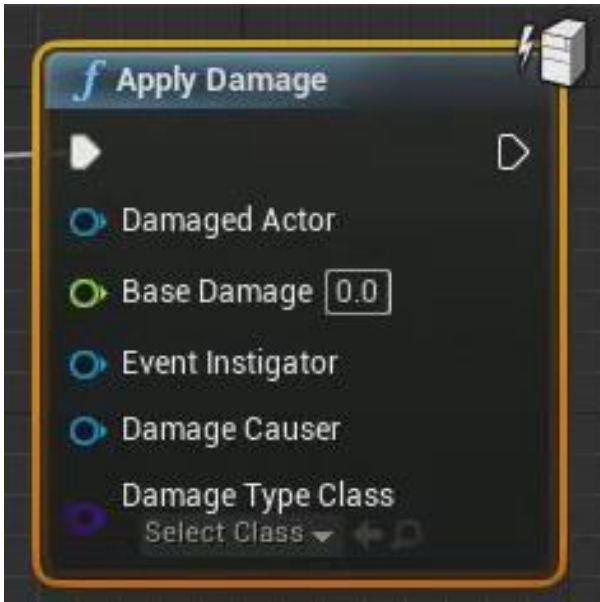 f Apply Damage
Damaged Actor
Base Damage 0.0
Event Instigator
Damage Causer
Damage Type Class
Select Class